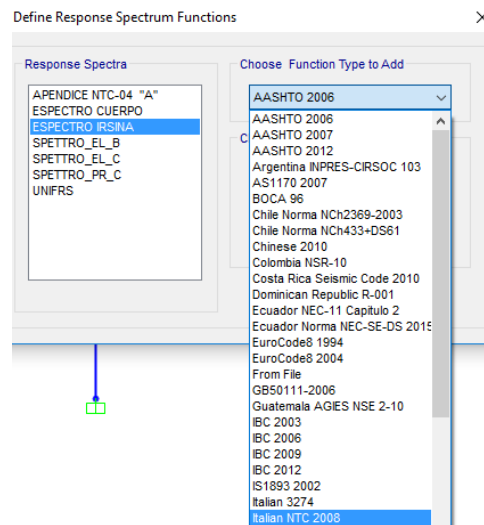 Define Response Spectrum Functions
Response Spectra
Choose Function Type to Add
APENDICE NTC-04 "A"
ESPECTRO CUERPO
ESPECTRO IRSINA
SPETTRO_EL_B
SPETTRO_EL_C
SPETTRO_PR_C
UNIFRS
AASHTO 2006
AASHTO 2006
AASHTO 2007
AASHTO 2012
Argentina INPRES-CIRSOC 103
AS1170 2007
BOCA 96
Chile Norma NCh2369-2003
Chile Norma NCh433+DS61
Chinese 2010
Colombia NSR-10
Costa Rica Seismic Code 2010
Dominican Republic R-001
Ecuador NEC-11 Capitulo 2
Ecuador Norma NEC-SE-DS 2015
EuroCode8 1994
EuroCode8 2004
From File
GB50111-2006
Guatemala AGIES NSE 2-10
IBC 2003
IBC 2006
IBC 2009
IBC 2012
IS1893 2002
Italian 3274
Italian NTC 2008